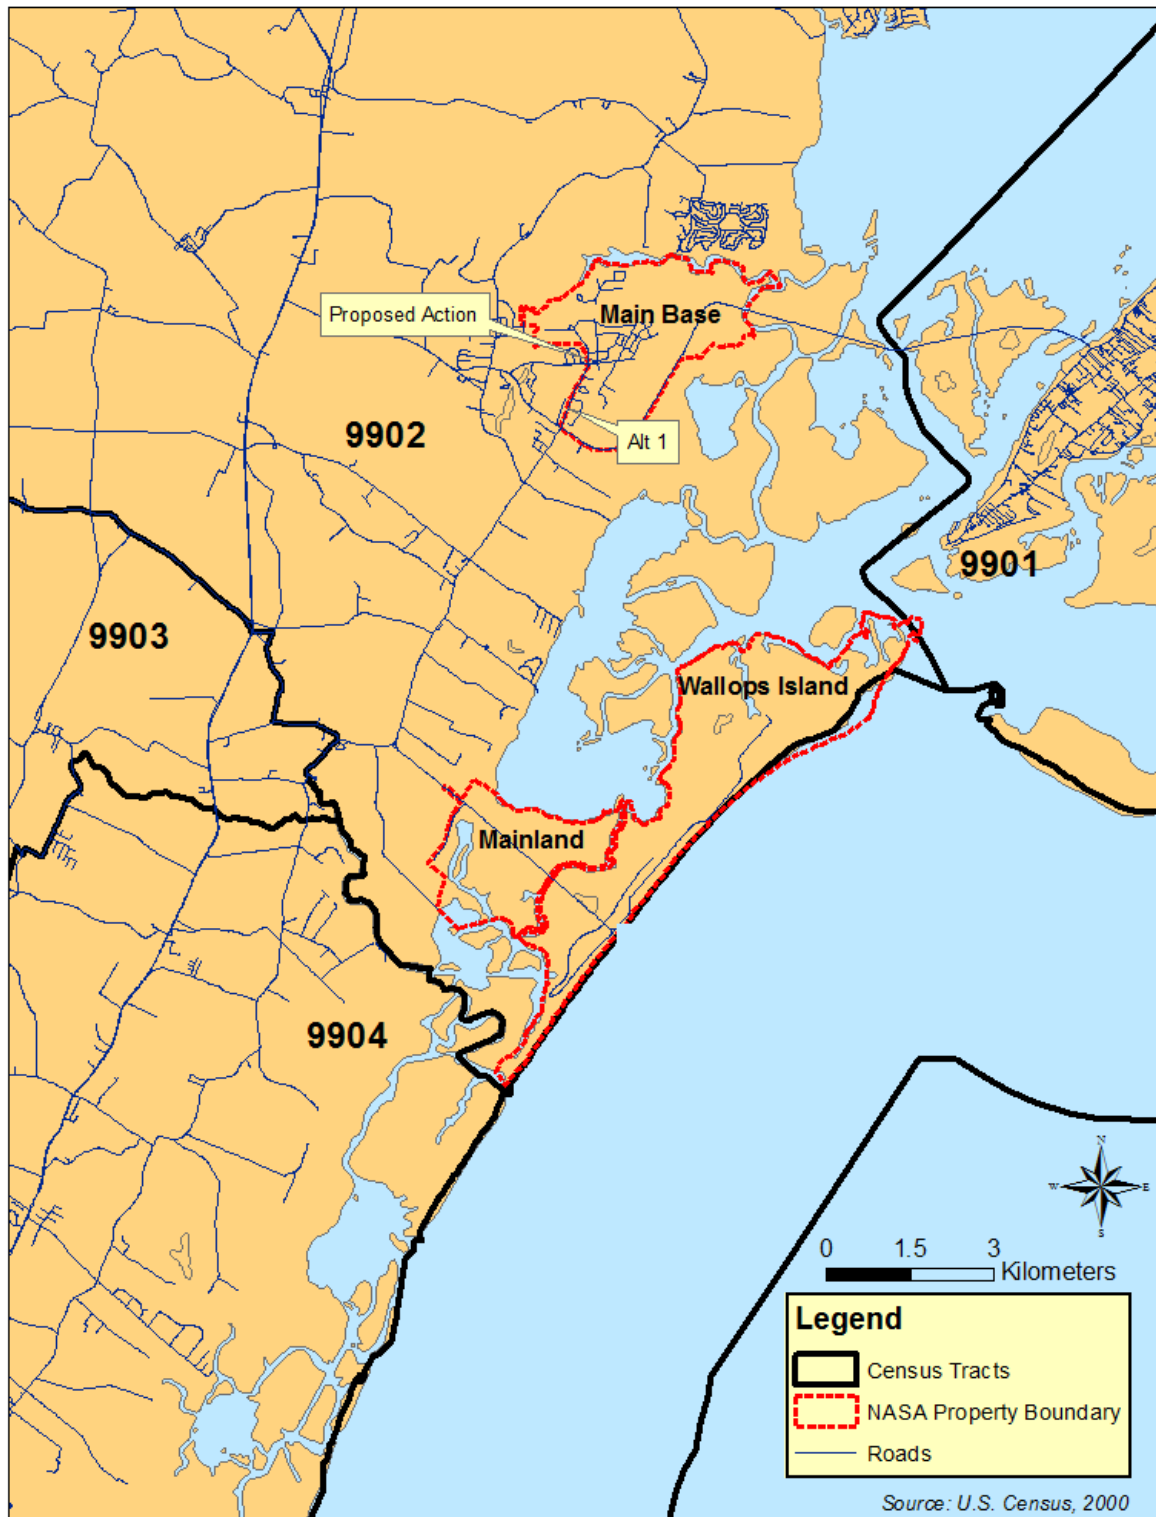 Main Base
Proposed Action
9902
Alt 1
9901
9903
Wallops Island
Mainland
9904
N
W
E
S
0 1.5 3
Kilometers
Legend
Census Tracts
NASA Property Boundary
Roads
Source: U.S. Census, 2000